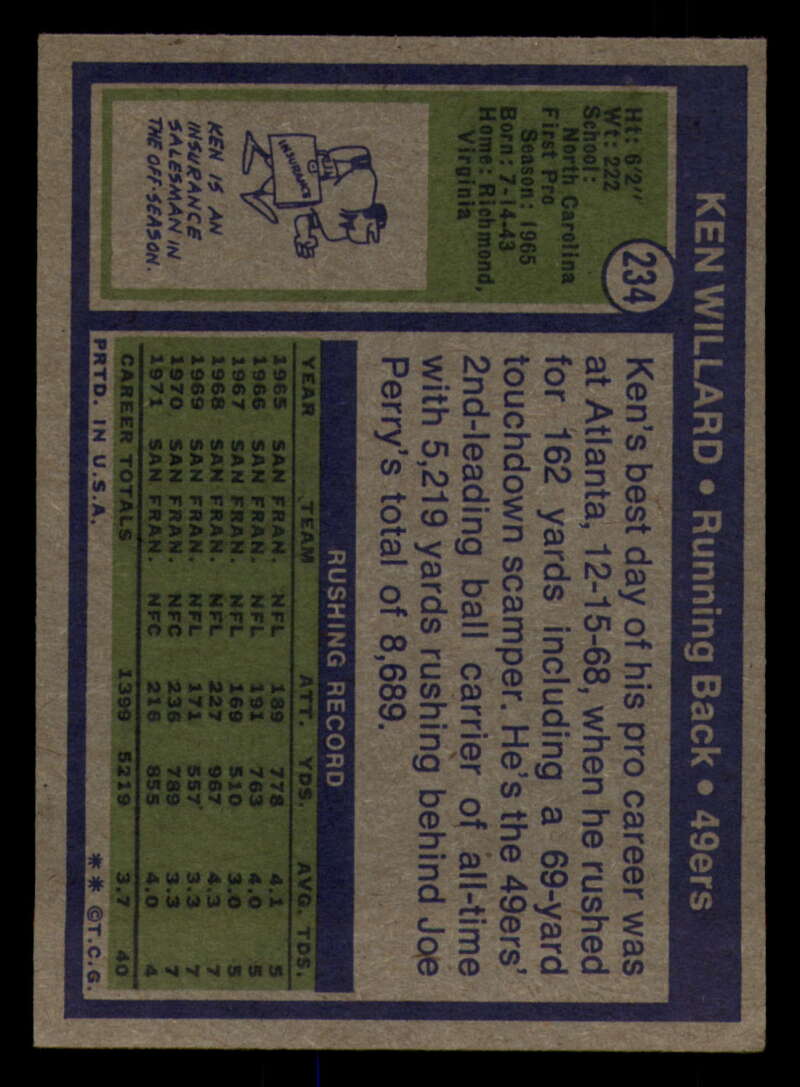 KEN WILLARD • Running Back • 49ers
234
Ht: 6'2"
Wt: 222
School:
North Carolina
First Pro
Season: 1965
Born: 7-14-43
Home: Richmond,
Virginia
INSURANCE
KEN IS AN
INSURANCE
SALESMAN IN
THE OFF-SEASON.
Ken's best day of his pro career was
at Atlanta, 12-15-68, when he rushed
for 162 yards including a 69-yard
touchdown scamper. He's the 49ers'
2nd-leading ball carrier of all-time
with 5,219 yards rushing behind Joe
Perry's total of 8,689.
RUSHING RECORD
YEAR TEAM ATT. YDS. AVG. TDS.
1965 SAN FRAN. NFL 189 778 4.1 5
1966 SAN FRAN. NFL 191 763 4.0 5
1967 SAN FRAN. NFL 169 510 3.0 5
1968 SAN FRAN. NFL 227 967 4.3 7
1969 SAN FRAN. NFL 171 557 3.3 7
1970 SAN FRAN. NFC 236 789 3.3 7
1971 SAN FRAN. NFC 216 855 4.0 4
CAREER TOTALS 1399 5219 3.7 40
PRTD. IN U.S.A. ** ©T.C.G.